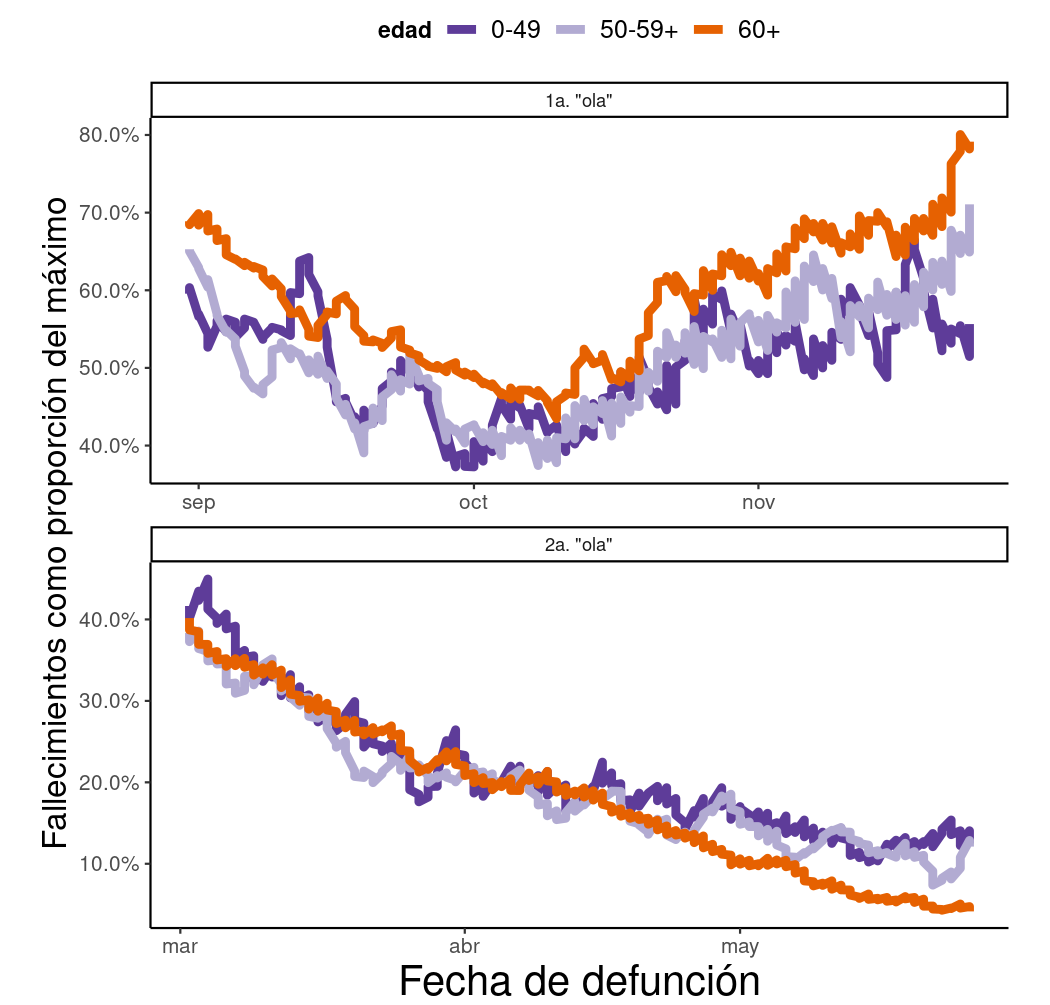 edad 0-49 50-59+ 60+
1a. "ola"
80.0%
70.0%
60.0%
50.0%
40.0%
sep oct nov
2a. "ola"
40.0%
30.0%
20.0%
10.0%
mar abr may
Fallecimientos como proporción del máximo
Fecha de defunción